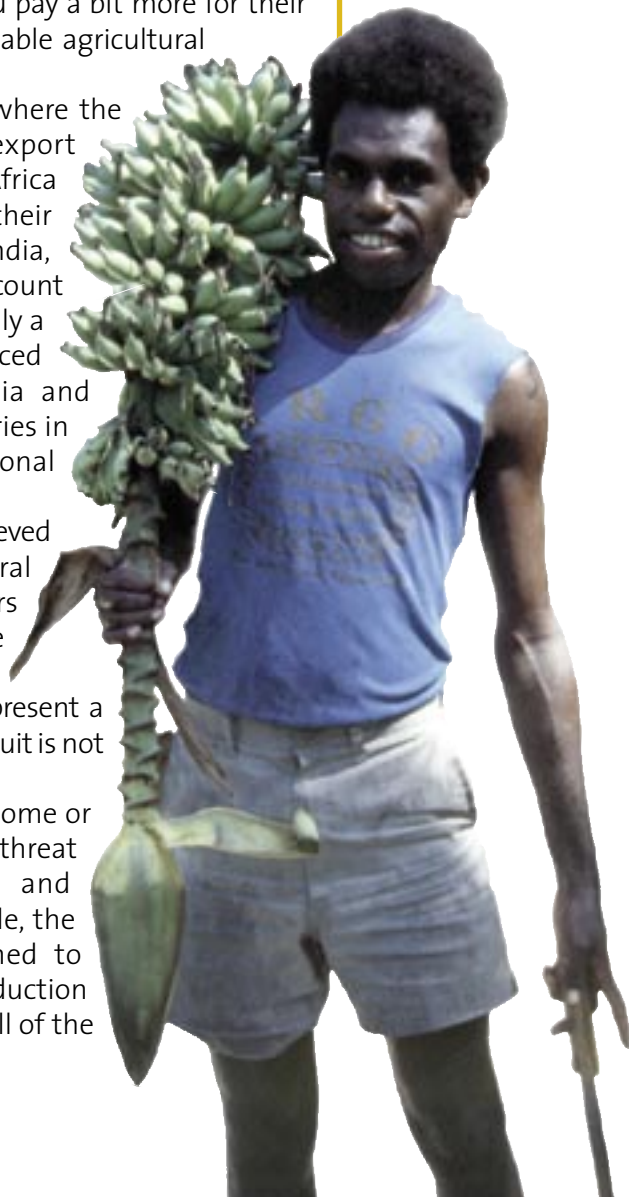 u pay a bit more for their
able agricultural
where the
export
frica
their
ndia,
count
ly a
ced
ia and
ries in
onal
eved
ral
rs
e
present a
uit is not
ome or
threat
and
le, the
ned to
duction
ll of the
RGO